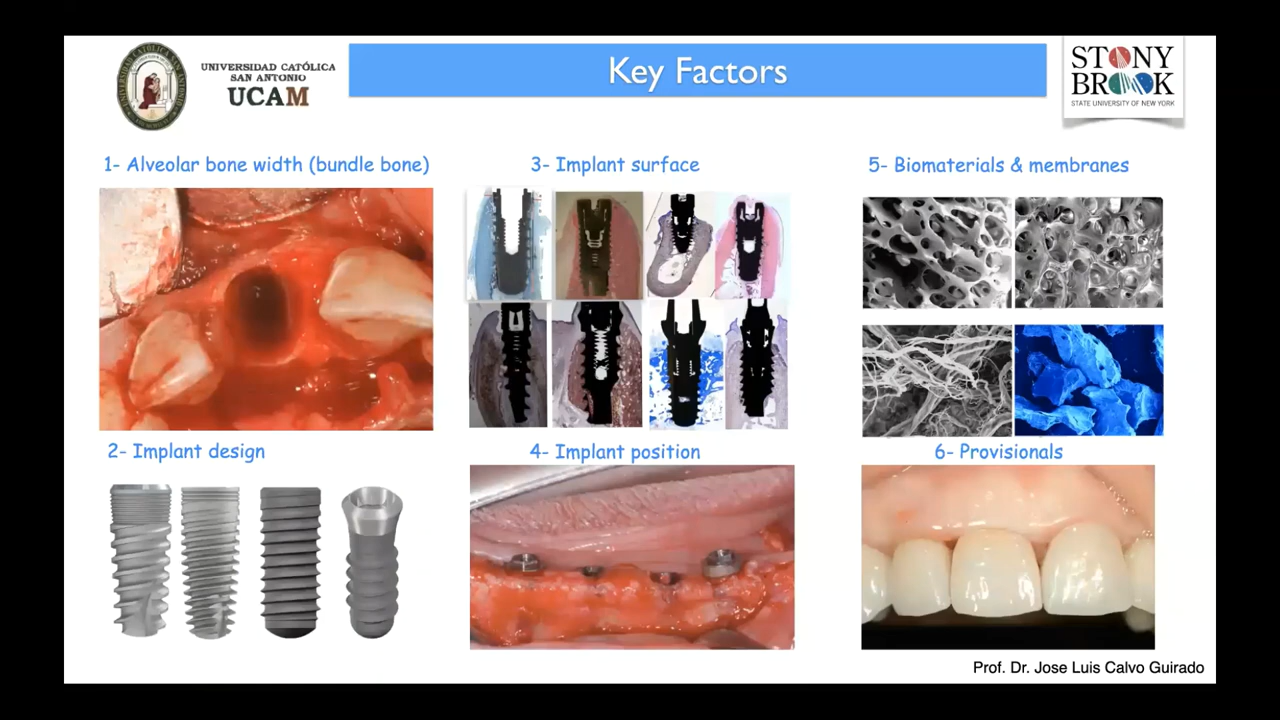 UNIVERSIDAD CATÓLICA
SAN ANTONIO
UCAM
Key Factors
STONY
BROOK
STATE UNIVERSITY OF NEW YORK
1- Alveolar bone width (bundle bone)
3- Implant surface
5- Biomaterials & membranes
2- Implant design
4- Implant position
6- Provisionals
Prof. Dr. Jose Luis Calvo Guirado